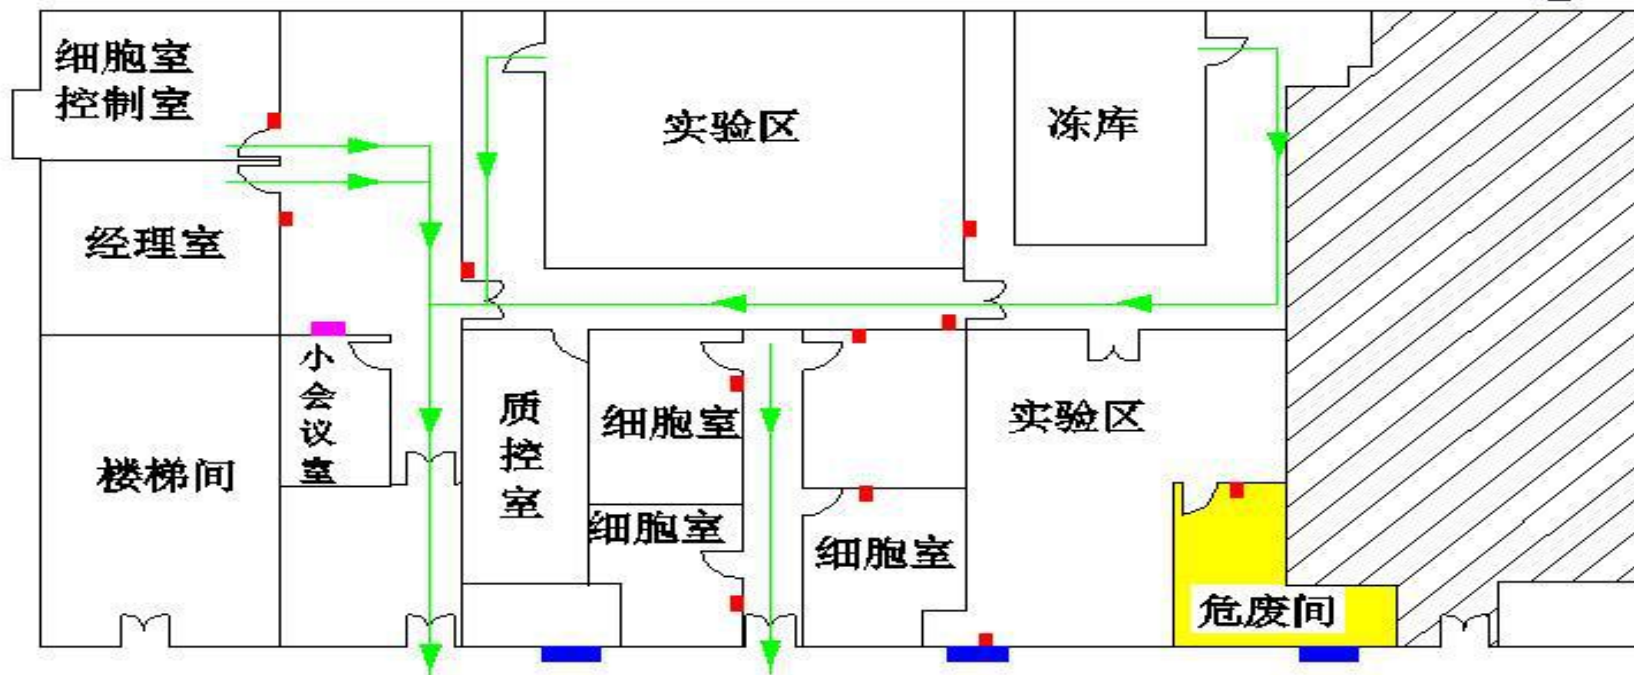 细胞室
控制室
实验区
冻库
经理室
小会议室
质控室
细胞室
实验区
楼梯间
细胞室
细胞室
危废间